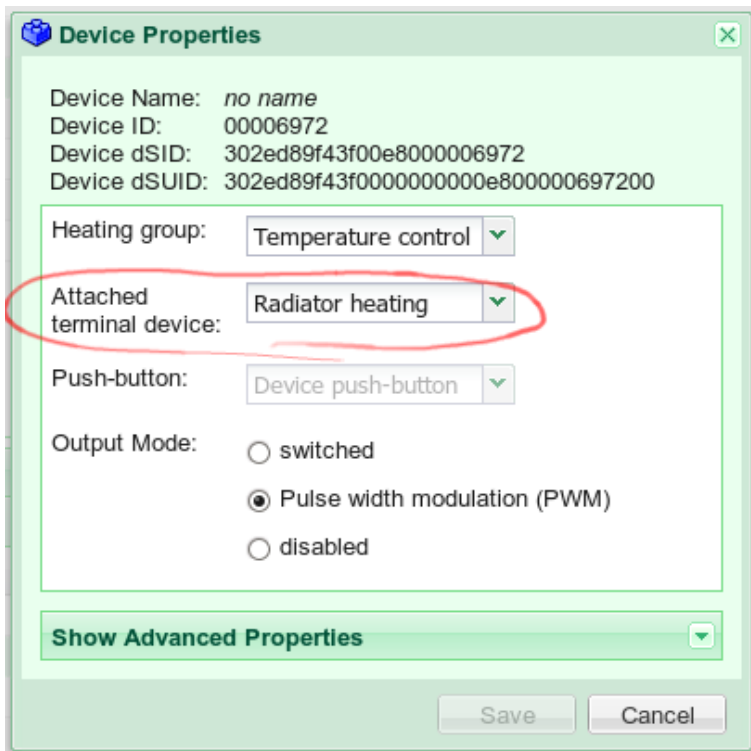 Device Properties
Device Name: no name
Device ID: 00006972
Device dSID: 302ed89f43f00e8000006972
Device dSUID: 302ed89f43f0000000000e800000697200
Heating group: Temperature control
Attached terminal device: Radiator heating
Push-button: Device push-button
Output Mode: switched
Pulse width modulation (PWM)
disabled
Show Advanced Properties
Save Cancel